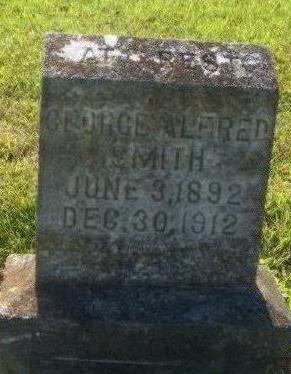 AT REST
GEORGE ALFRED
SMITH
JUNE 3, 1892
DEC. 30, 1912